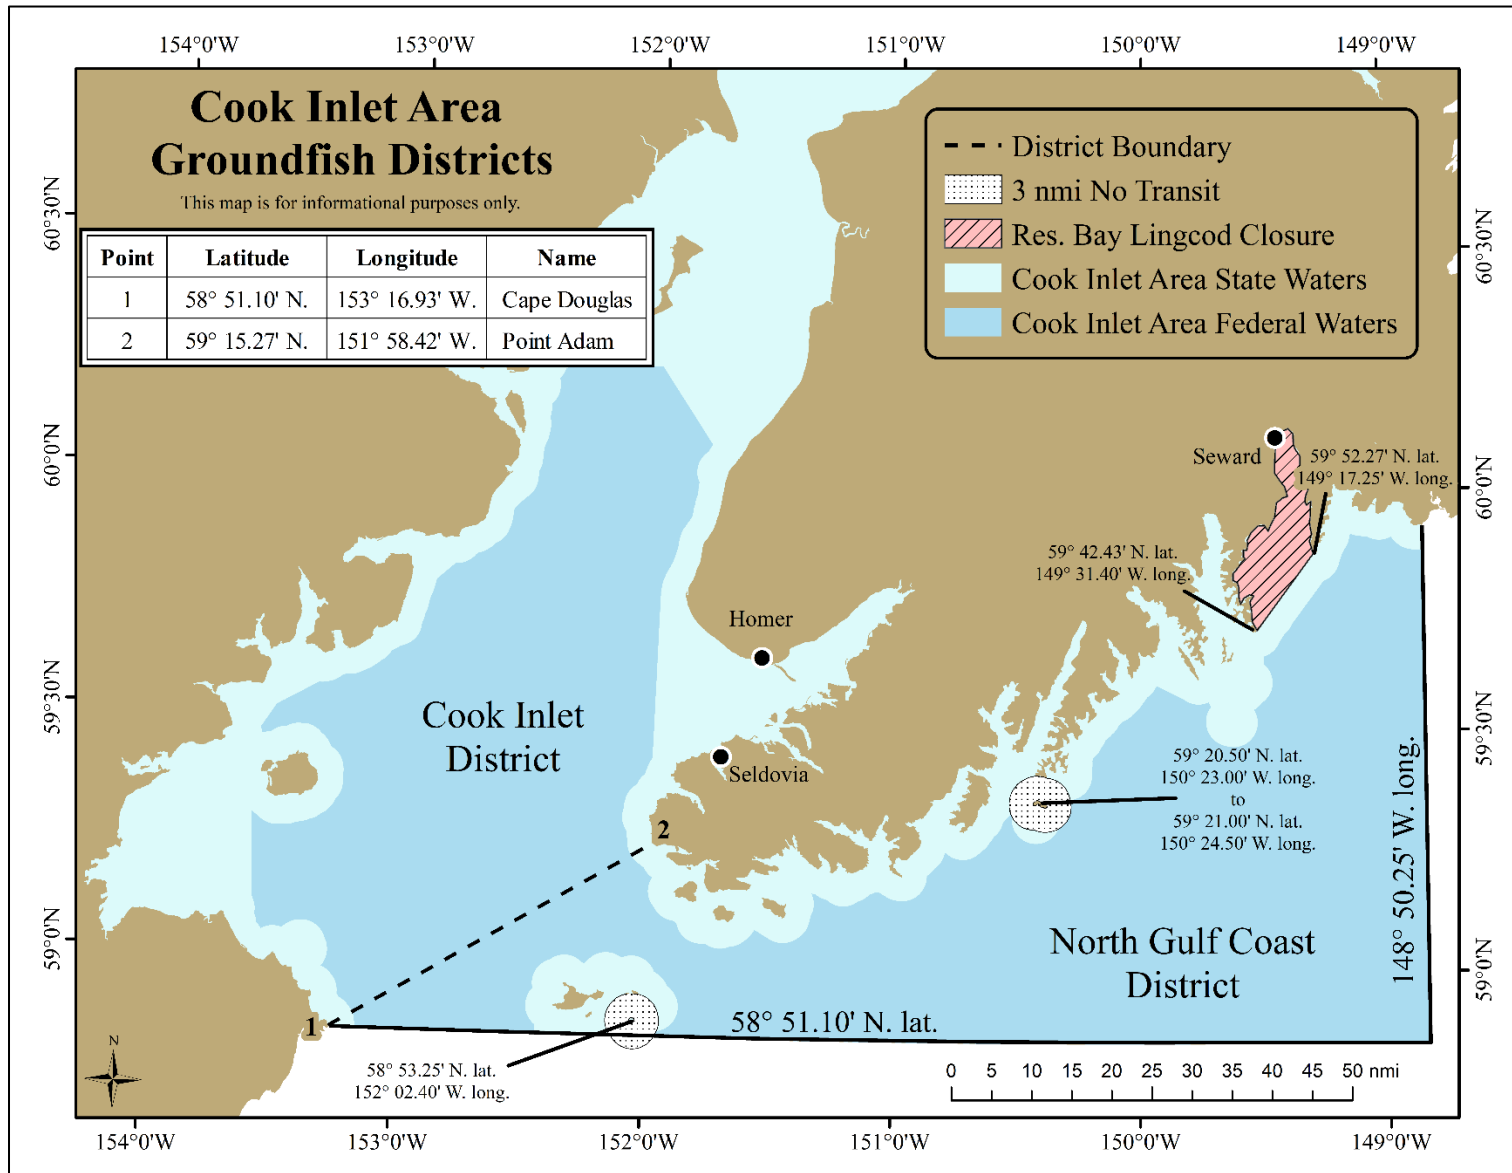 154°0'W 153°0'W 152°0'W 151°0'W 150°0'W 149°0'W
Cook Inlet Area
Groundfish Districts
This map is for informational purposes only.
Point Latitude Longitude Name
1 58° 51.10' N. 153° 16.93' W. Cape Douglas
2 59° 15.27' N. 151° 58.42' W. Point Adam
District Boundary
3 nmi No Transit
Res. Bay Lingcod Closure
Cook Inlet Area State Waters
Cook Inlet Area Federal Waters
60°30'N
60°0'N
59°30'N
59°0'N
60°30'N
60°0'N
59°30'N
59°0'N
Seward
59° 52.27' N. lat.
149° 17.25' W. long.
59° 42.43' N. lat.
149° 31.40' W. long.
Homer
Cook Inlet
District
Seldovia
2
59° 20.50' N. lat.
150° 23.00' W. long.
to
59° 21.00' N. lat.
150° 24.50' W. long.
148° 50.25' W. long.
North Gulf Coast
District
1
58° 51.10' N. lat.
58° 53.25' N. lat.
152° 02.40' W. long.
N
0 5 10 15 20 25 30 35 40 45 50 nmi
154°0'W 153°0'W 152°0'W 151°0'W 150°0'W 149°0'W